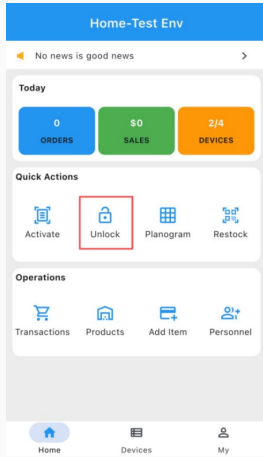 Home-Test Env
No news is good news
Today
0 $0 2/4
ORDERS SALES DEVICES
Quick Actions
Activate Unlock Planogram Restock
Operations
Transactions Products Add Item Personnel
Home Devices My